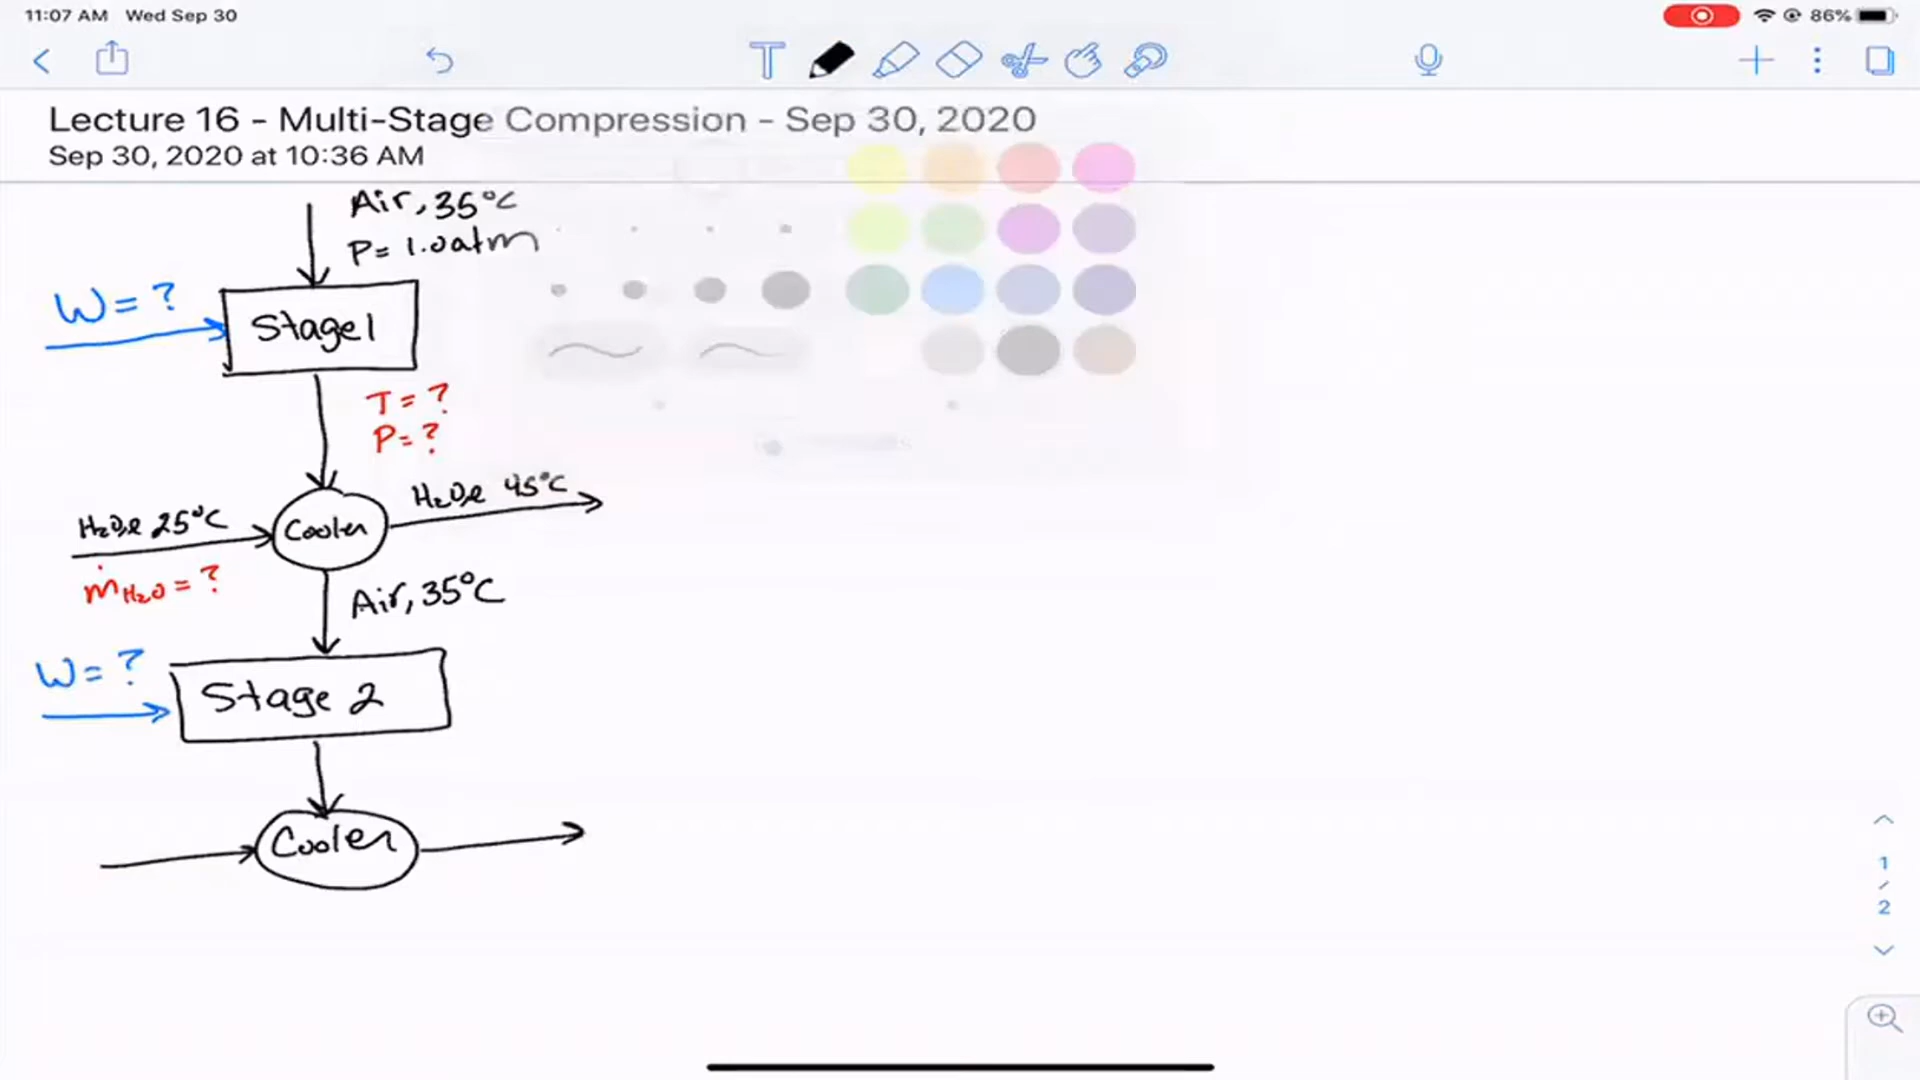 11:07 AM Wed Sep 30
86%
T
Lecture 16 - Multi-Stage Compression - Sep 30, 2020
Sep 30, 2020 at 10:36 AM
Air, 35°C
P= 1.0atm
W = ?
Stage 1
T = ?
P= ?
H₂O,ℓ 45°C
H₂O,ℓ 25°C
Cooler
ṁH₂O = ?
Air, 35°C
W = ?
Stage 2
Cooler
1
/
2